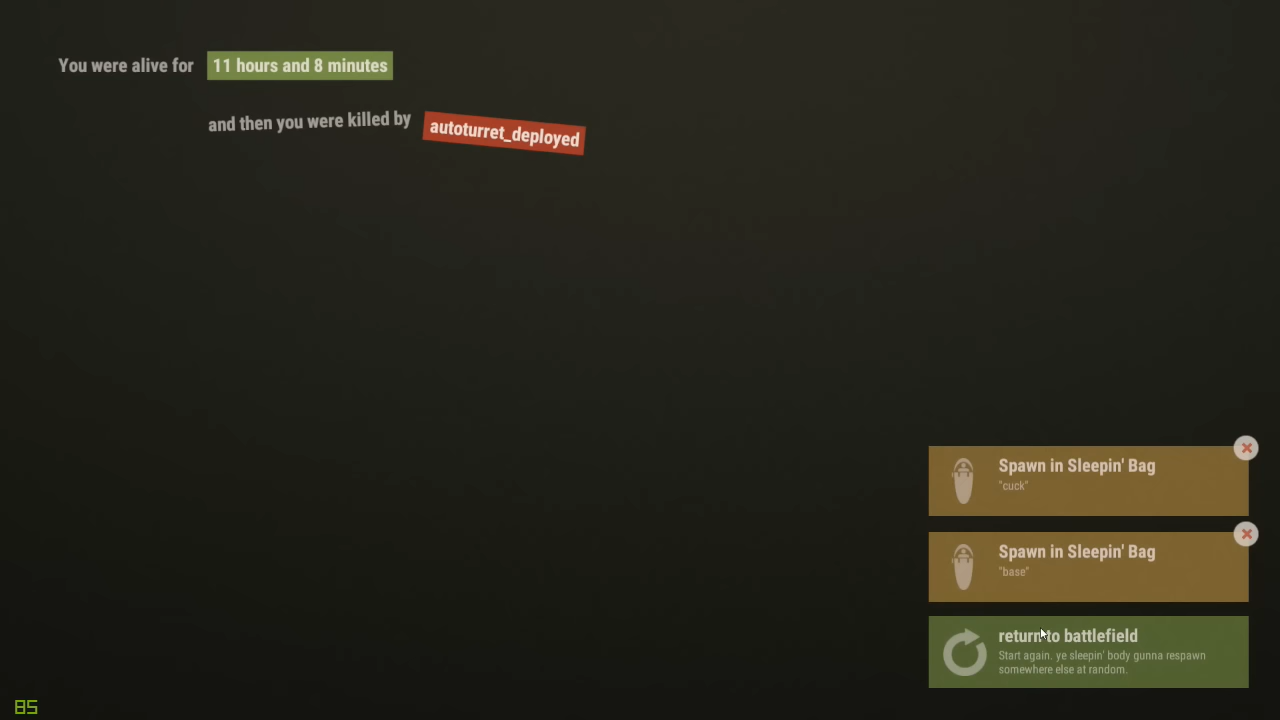 You were alive for 11 hours and 8 minutes
and then you were killed by autoturret_deployed
Spawn in Sleepin' Bag
"cuck"
Spawn in Sleepin' Bag
"base"
return to battlefield
Start again. ye sleepin' body gunna respawn
somewhere else at random.
85